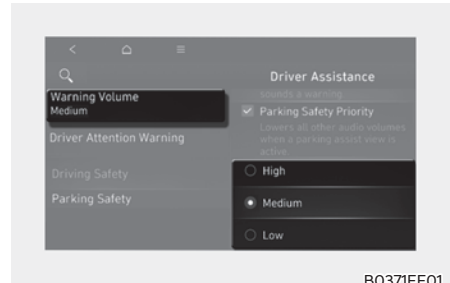 Warning Volume
Medium
Driver Attention Warning
Driving Safety
Parking Safety
Driver Assistance
sounds a warning
Parking Safety Priority
Lowers all other audio volumes
when a parking assist view is
active
High
Medium
Low
B0371EE01